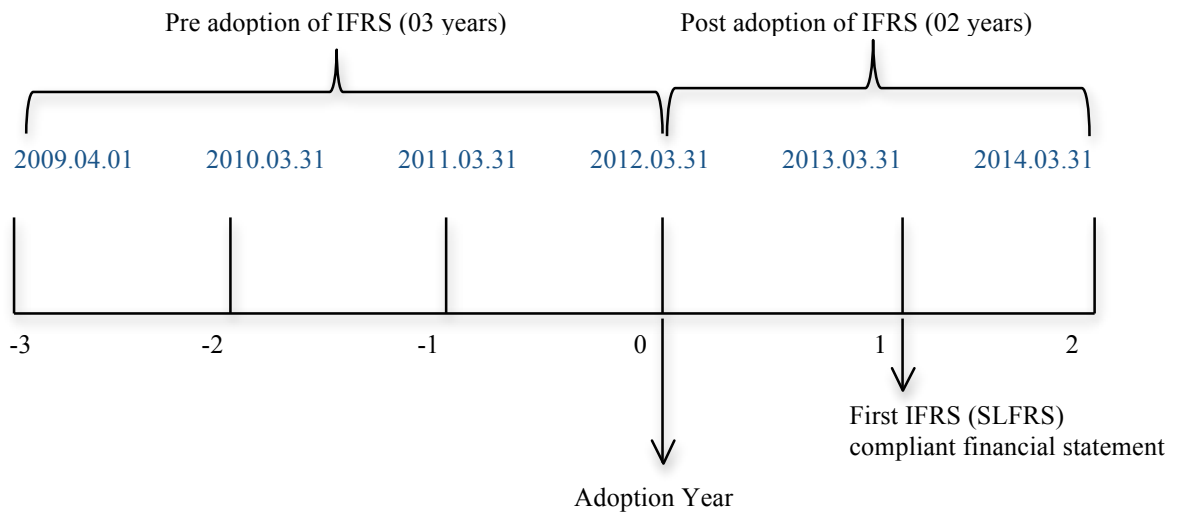 Pre adoption of IFRS (03 years) Post adoption of IFRS (02 years)
2009.04.01 2010.03.31 2011.03.31 2012.03.31 2013.03.31 2014.03.31
-3 -2 -1 0 1 2
First IFRS (SLFRS)
compliant financial statement
Adoption Year